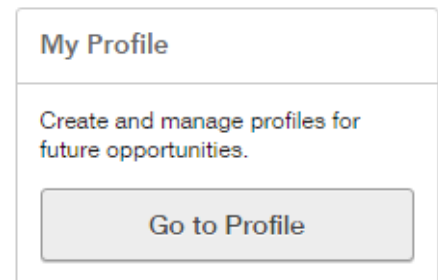 My Profile
Create and manage profiles for
future opportunities.
Go to Profile